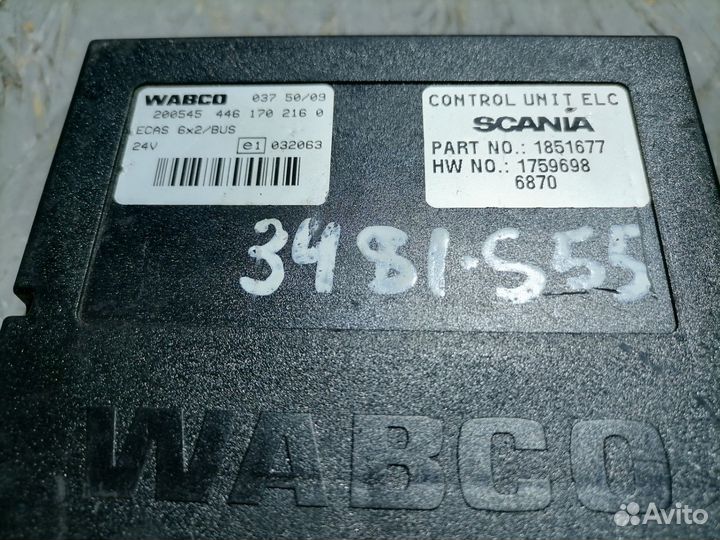 WABCO 037 50/09
200545 446 170 216 0
ECAS 6x2/BUS
24V e1 032063
CONTROL UNIT ELC
SCANIA
PART NO.: 1851677
HW NO.: 1759698
6870
3481-S55
WABCO
Avito